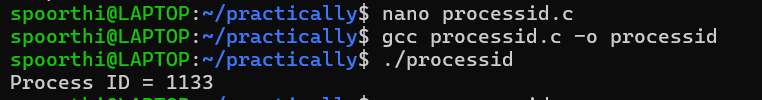 spoorthi@LAPTOP:~/practically$ nano processid.c
spoorthi@LAPTOP:~/practically$ gcc processid.c -o processid
spoorthi@LAPTOP:~/practically$ ./processid
Process ID = 1133